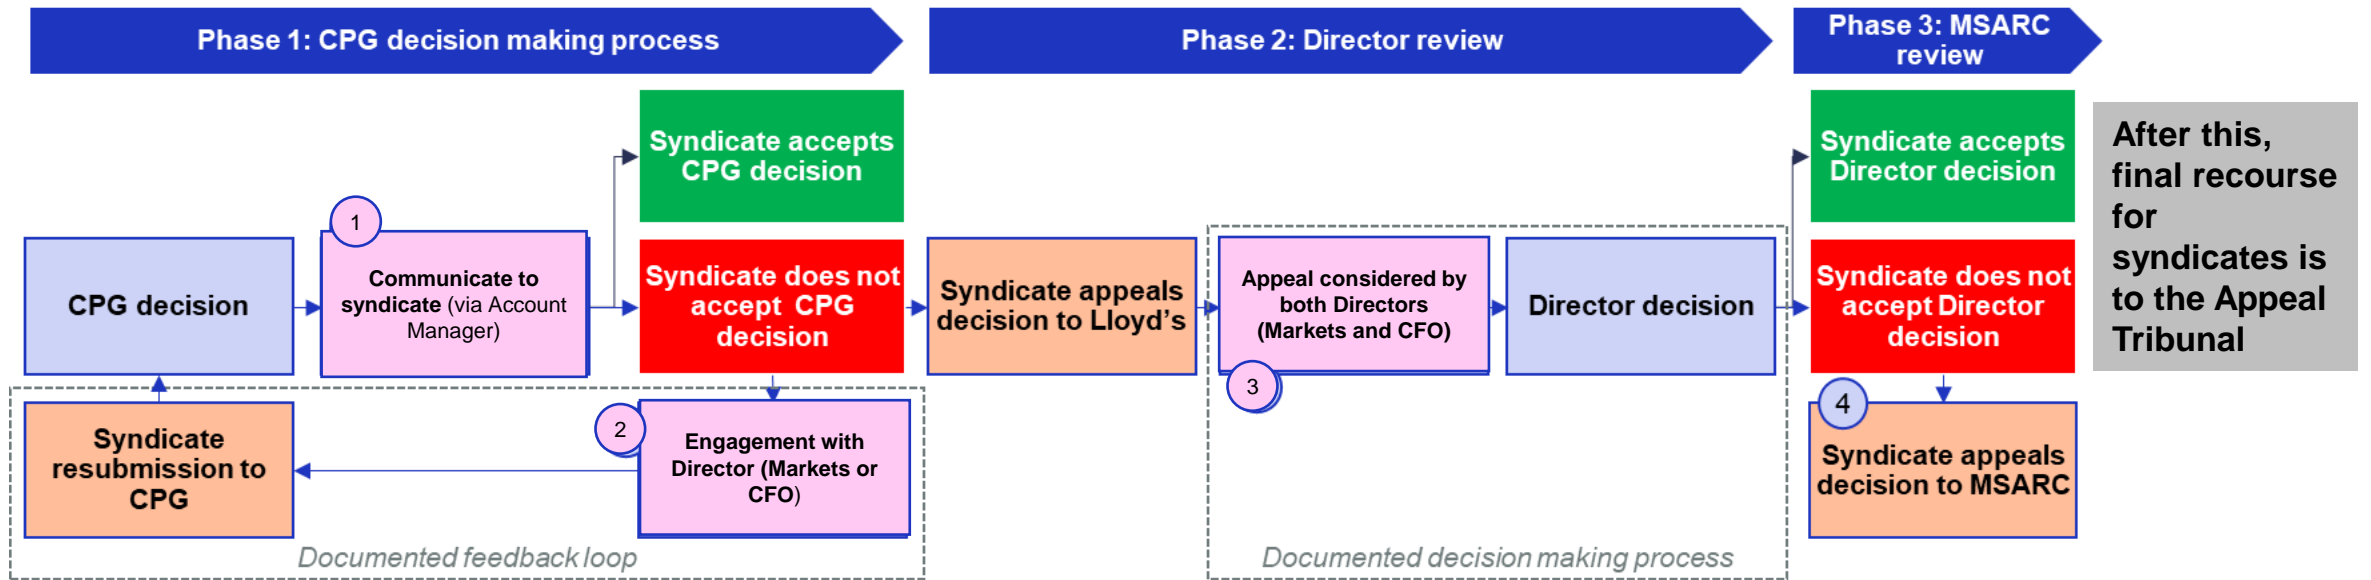 Phase 1: CPG decision making process
Phase 2: Director review
Phase 3: MSARC
review
Syndicate accepts
CPG decision
Syndicate accepts
Director decision
After this,
final recourse
for
syndicates is
to the Appeal
Tribunal
1
CPG decision
Communicate to
syndicate (via Account
Manager)
Syndicate does not
accept CPG
decision
Syndicate appeals
decision to Lloyd's
Appeal considered by
both Directors
(Markets and CFO)
3
Director decision
Syndicate does not
accept Director
decision
Syndicate
resubmission to
CPG
2
Engagement with
Director (Markets or
CFO)
4
Syndicate appeals
decision to MSARC
Documented feedback loop
Documented decision making process